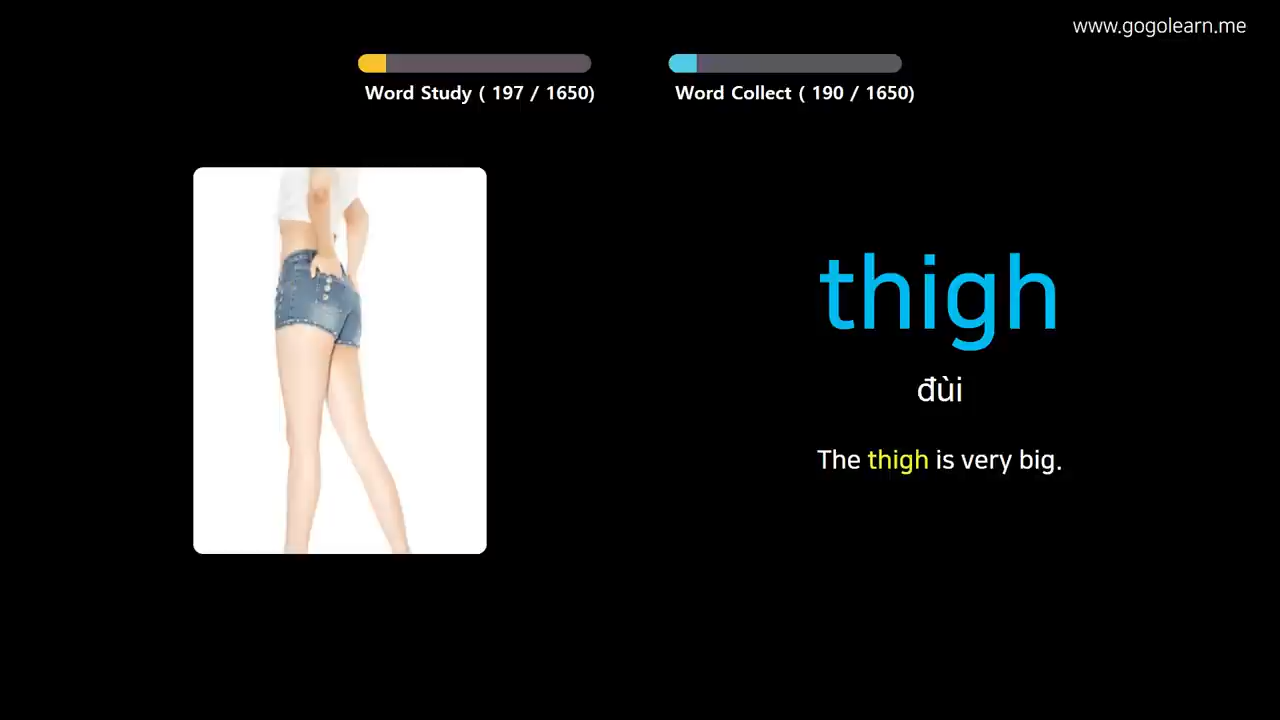 www.gogolearn.me
Word Study ( 197 / 1650)
Word Collect ( 190 / 1650)
thigh
đùi
The thigh is very big.